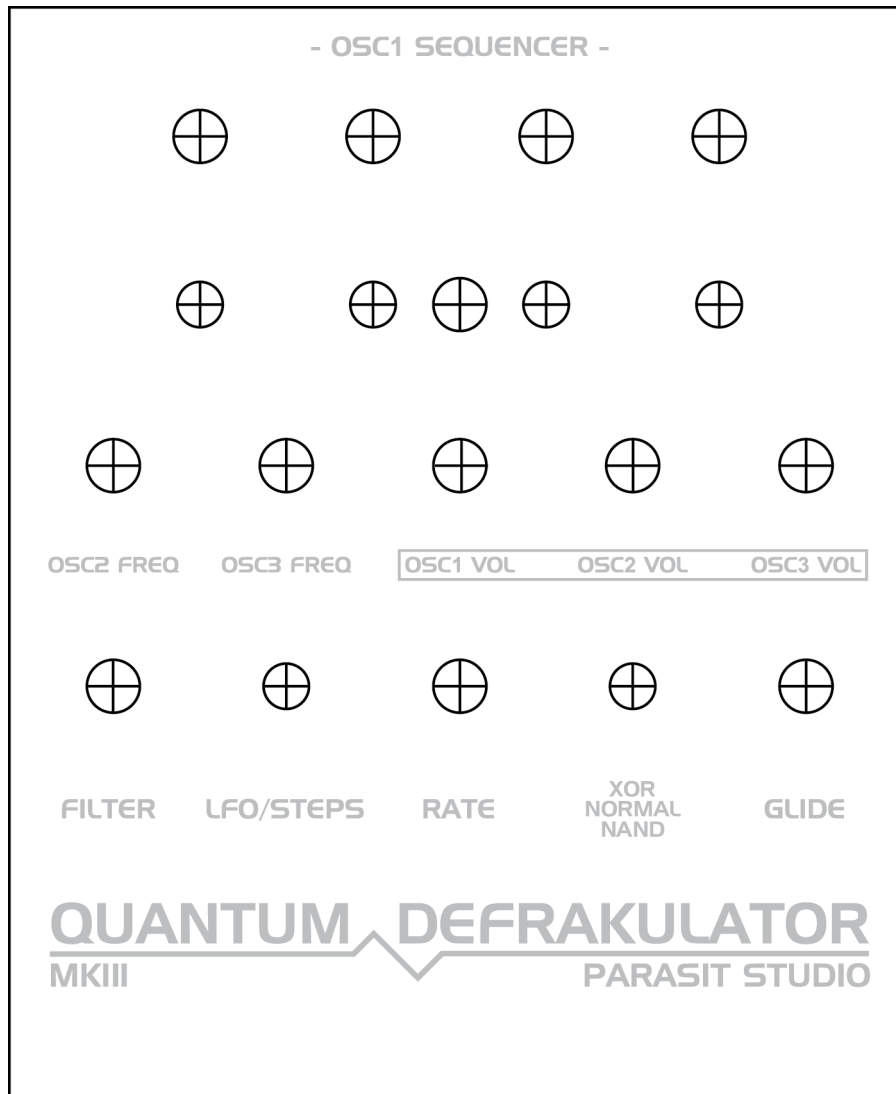 - OSC1 SEQUENCER -
OSC2 FREQ OSC3 FREQ OSC1 VOL OSC2 VOL OSC3 VOL
FILTER LFO/STEPS RATE XOR NORMAL NAND GLIDE
QUANTUM DEFRAKULATOR
MKIII PARASIT STUDIO